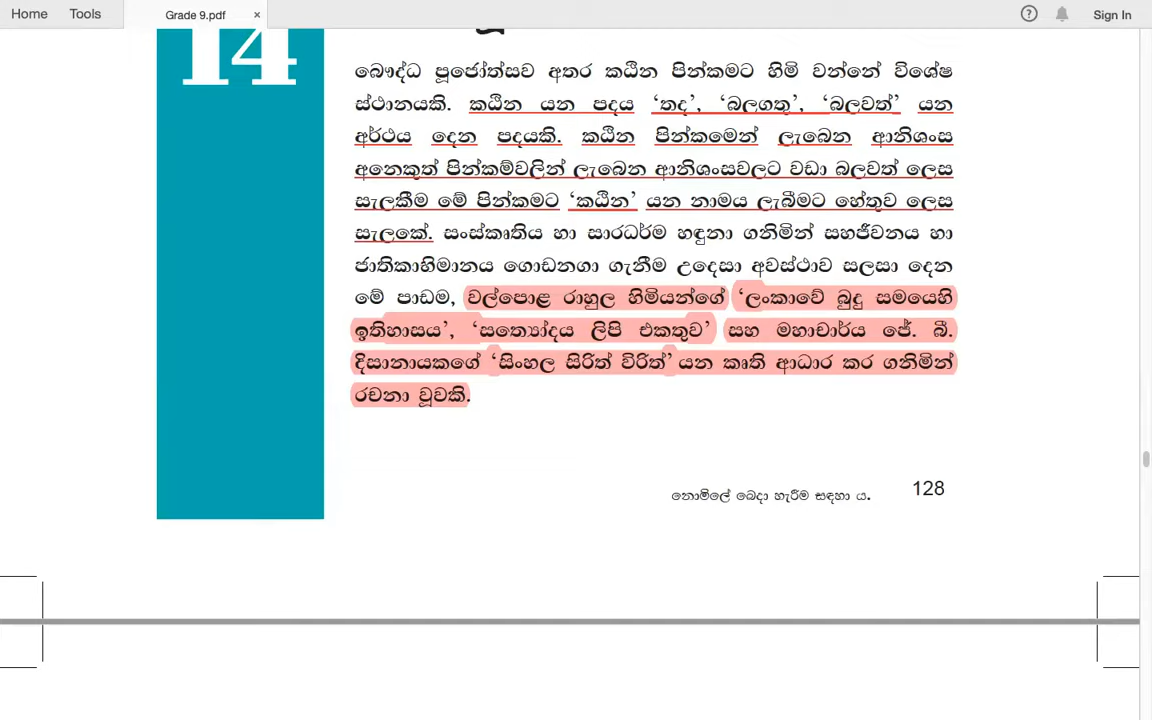 Home Tools Grade 9.pdf × ? Sign In
14
බෞද්ධ පූජෝත්සව අතර කඨින පින්කමට හිමි වන්නේ විශේෂ
ස්ථානයකි. කඨින යන පදය ‘තද’, ‘බලගතු’, ‘බලවත්’ යන
අර්ථය දෙන පදයකි. කඨින පින්කමෙන් ලැබෙන ආනිශංස
අනෙකුත් පින්කම්වලින් ලැබෙන ආනිශංසවලට වඩා බලවත් ලෙස
සැලකීම මේ පින්කමට ‘කඨින’ යන නාමය ලැබීමට හේතුව ලෙස
සැලකේ. සංස්කෘතිය හා සාරධර්ම හඳුනා ගනිමින් සහජීවනය හා
ජාතිකාභිමානය ගොඩනගා ගැනීම උදෙසා අවස්ථාව සලසා දෙන
මේ පාඩම, වල්පොළ රාහුල හිමියන්ගේ ‘ලංකාවේ බුදු සමයෙහි
ඉතිහාසය’, ‘සත්‍යෝදය ලිපි එකතුව’ සහ මහාචාර්ය ජේ. බී.
දිසානායකගේ ‘සිංහල සිරිත් විරිත්’ යන කෘති ආධාර කර ගනිමින්
රචනා වූවකි.
නොමිලේ බෙදා හැරීම සඳහා ය. 128